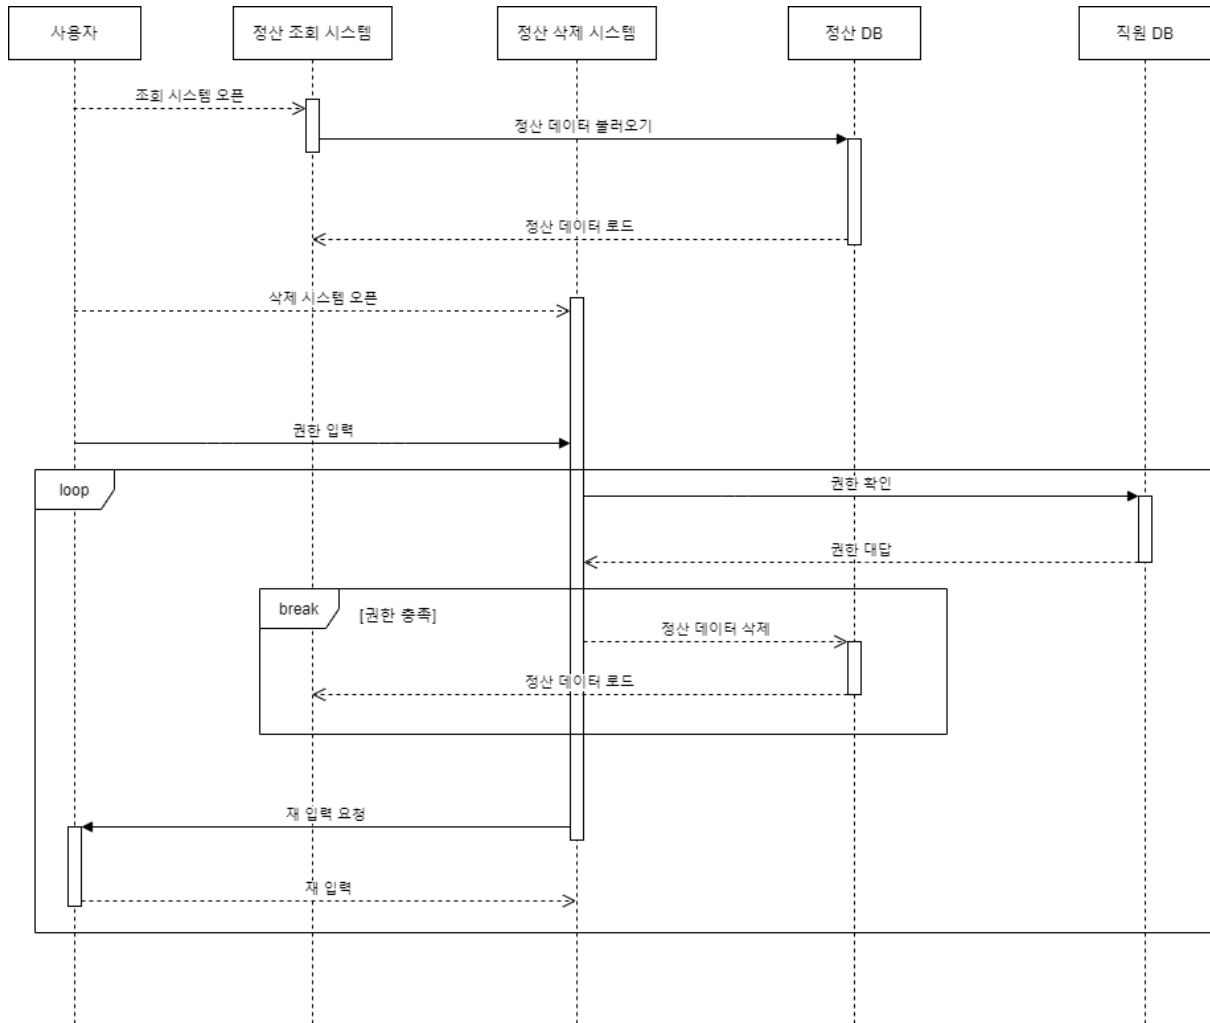 사용자
정산 조회 시스템
정산 삭제 시스템
정산 DB
직원 DB
조회 시스템 오픈
정산 데이터 불러오기
정산 데이터 로드
삭제 시스템 오픈
권한 입력
loop
권한 확인
권한 대답
break
[권한 충족]
정산 데이터 삭제
정산 데이터 로드
재 입력 요청
재 입력